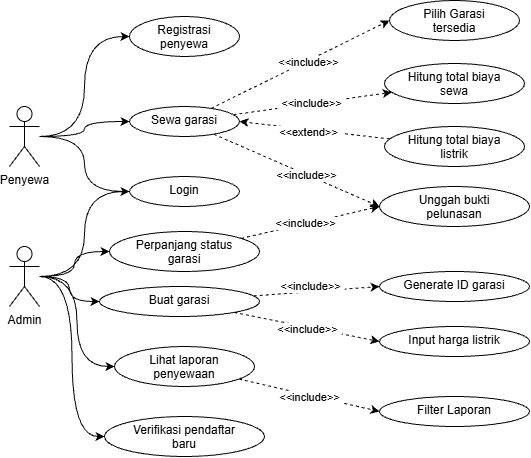 Pilih Garasi
tersedia
Registrasi
penyewa
<<include>>
Hitung total biaya
sewa
<<include>>
Sewa garasi
<<extend>>
Hitung total biaya
listrik
Penyewa
<<include>>
Login
Unggah bukti
pelunasan
<<include>>
Perpanjang status
garasi
Admin
Buat garasi
<<include>>
Generate ID garasi
<<include>>
Input harga listrik
Lihat laporan
penyewaan
<<include>>
Filter Laporan
Verifikasi pendaftar
baru